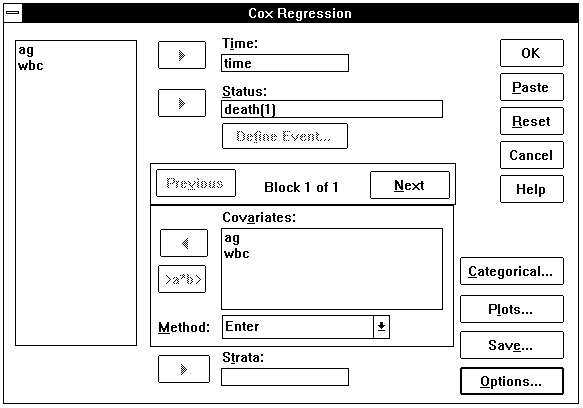 Cox Regression
ag
wbc
Time:
time
Status:
death(1)
Define Event...
Previous
Block 1 of 1
Next
Covariates:
ag
wbc
>a*b>
Method:
Enter
Strata:
OK
Paste
Reset
Cancel
Help
Categorical...
Plots...
Save...
Options...